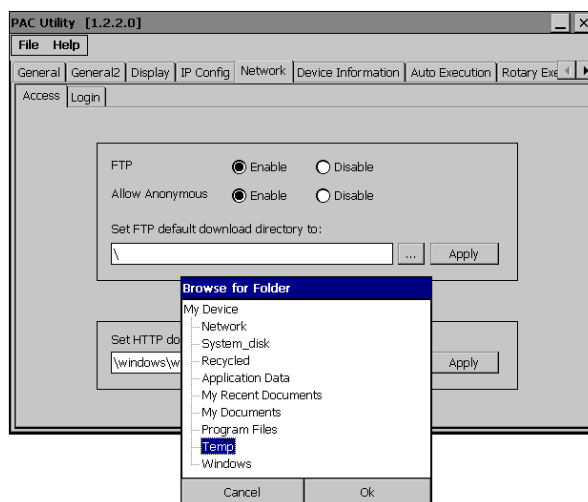 PAC Utility [1.2.2.0]
File Help
General General2 Display IP Config Network Device Information Auto Execution Rotary
Access Login
FTP Enable Disable
Allow Anonymous Enable Disable
Set FTP default download directory to:
\ ... Apply
Browse for Folder
My Device
Network
System_disk
Recycled
Application Data
My Recent Documents
My Documents
Program Files
Temp
Windows
Cancel Ok
Set HTTP
\windows\w Apply